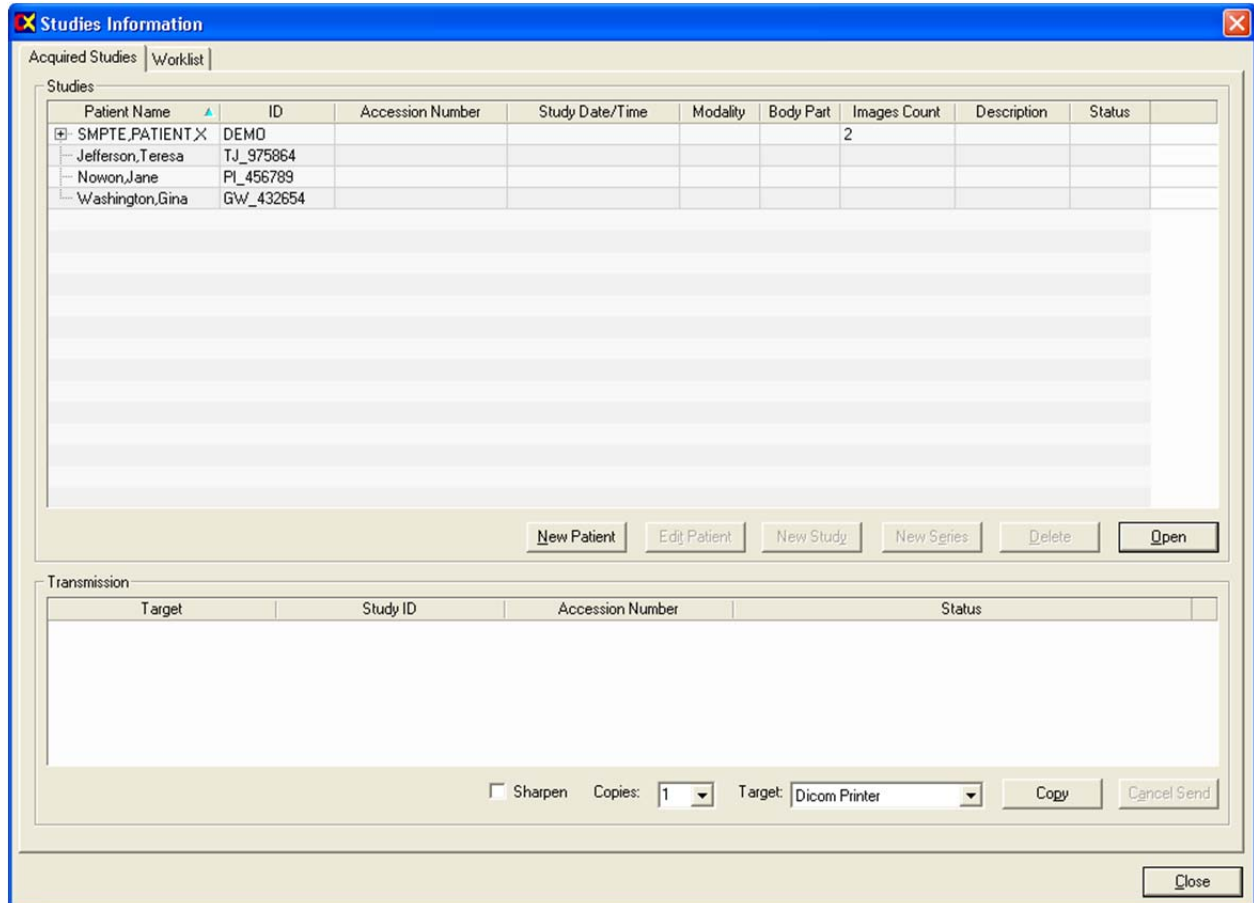 Studies Information
Acquired Studies Worklist
Studies
Patient Name ID Accession Number Study Date/Time Modality Body Part Images Count Description Status
SMPTE,PATIENT,X DEMO 2
Jefferson,Teresa TJ_975864
Nowon,Jane PI_456789
Washington,Gina GW_432654
New Patient Edit Patient New Study New Series Delete Open
Transmission
Target Study ID Accession Number Status
Sharpen Copies: 1 Target: Dicom Printer Copy Cancel Send
Close